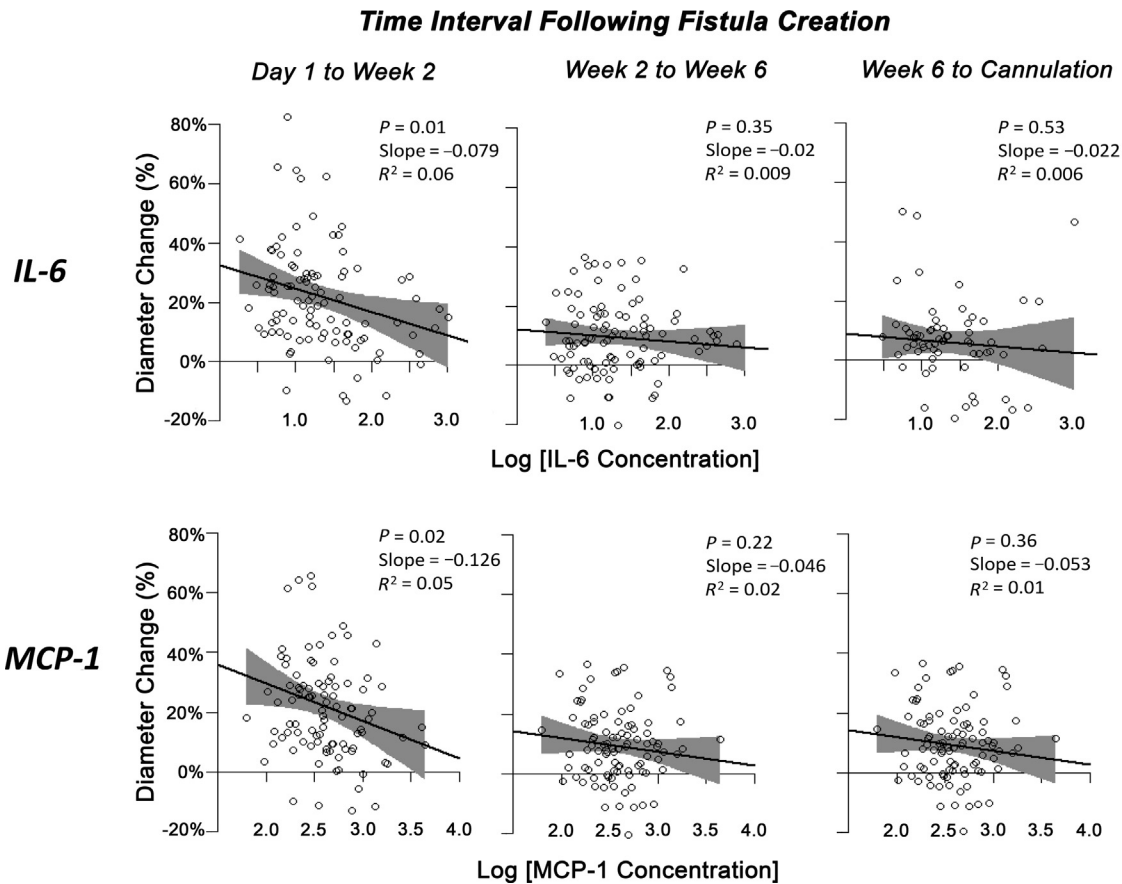 Time Interval Following Fistula Creation
Day 1 to Week 2
Week 2 to Week 6
Week 6 to Cannulation
IL-6
Diameter Change (%)
80%
60%
40%
20%
0%
-20%
P = 0.01
Slope = −0.079
R² = 0.06
1.0 2.0 3.0
P = 0.35
Slope = −0.02
R² = 0.009
1.0 2.0 3.0
P = 0.53
Slope = −0.022
R² = 0.006
1.0 2.0 3.0
Log [IL-6 Concentration]
MCP-1
Diameter Change (%)
80%
60%
40%
20%
0%
-20%
P = 0.02
Slope = −0.126
R² = 0.05
2.0 2.5 3.0 3.5 4.0
P = 0.22
Slope = −0.046
R² = 0.02
2.0 2.5 3.0 3.5 4.0
P = 0.36
Slope = −0.053
R² = 0.01
2.0 2.5 3.0 3.5 4.0
Log [MCP-1 Concentration]